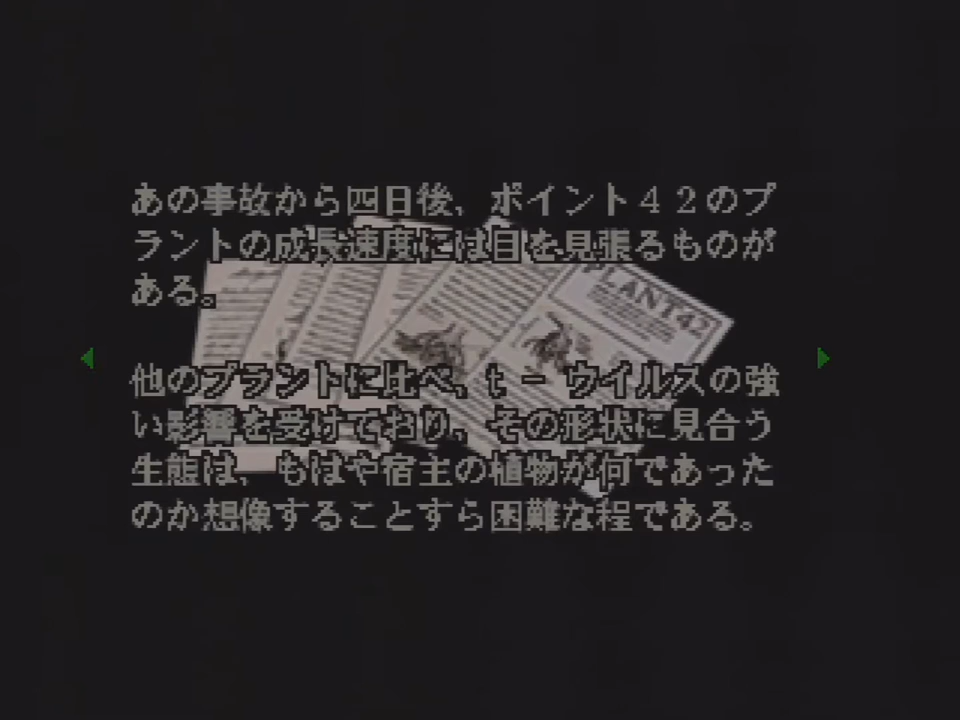 あの事故から四日後、ポイント４２のプ
ラントの成長速度には目を見張るものが
ある。
PLANT42
他のプラントに比べ、ｔ－ウイルスの強
い影響を受けており、その形状に見合う
生態は、もはや宿主の植物が何であった
のか想像することすら困難な程である。